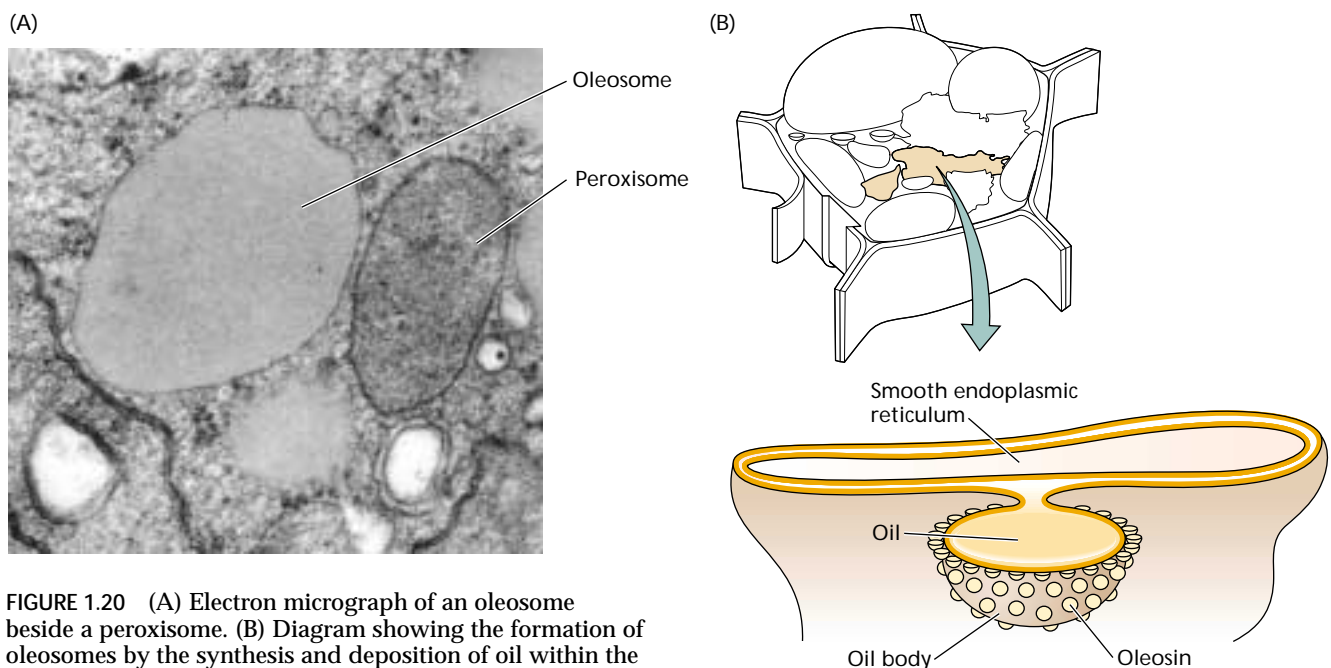 (A)
Oleosome
Peroxisome
(B)
Smooth endoplasmic
reticulum
Oil
Oil body
Oleosin
FIGURE 1.20 (A) Electron micrograph of an oleosome
beside a peroxisome. (B) Diagram showing the formation of
oleosomes by the synthesis and deposition of oil within the